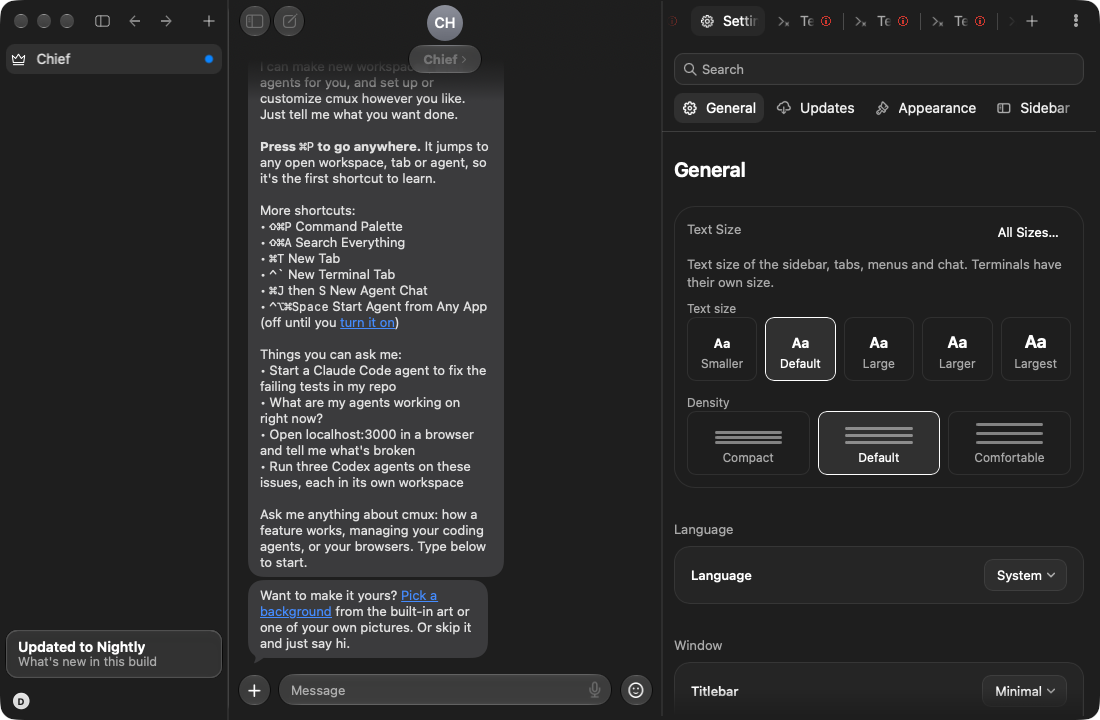 Chief
Updated to Nightly
What's new in this build
D
CH
Chief ›
I can make new workspac
agents for you, and set up or
customize cmux however you like.
Just tell me what you want done.
Press ⌘P to go anywhere. It jumps to
any open workspace, tab or agent, so
it's the first shortcut to learn.
More shortcuts:
• ⇧⌘P Command Palette
• ⇧⌘A Search Everything
• ⌘T New Tab
• ^` New Terminal Tab
• ⌘J then S New Agent Chat
• ^⌥⌘Space Start Agent from Any App
(off until you turn it on)
Things you can ask me:
• Start a Claude Code agent to fix the
failing tests in my repo
• What are my agents working on
right now?
• Open localhost:3000 in a browser
and tell me what's broken
• Run three Codex agents on these
issues, each in its own workspace
Ask me anything about cmux: how a
feature works, managing your coding
agents, or your browsers. Type below
to start.
Want to make it yours? Pick a
background from the built-in art or
one of your own pictures. Or skip it
and just say hi.
Message
Settin Te Te Te
Search
General Updates Appearance Sidebar
General
Text Size All Sizes...
Text size of the sidebar, tabs, menus and chat. Terminals have
their own size.
Text size
Aa Aa Aa Aa Aa
Smaller Default Large Larger Largest
Density
Compact Default Comfortable
Language
Language System
Window
Titlebar Minimal